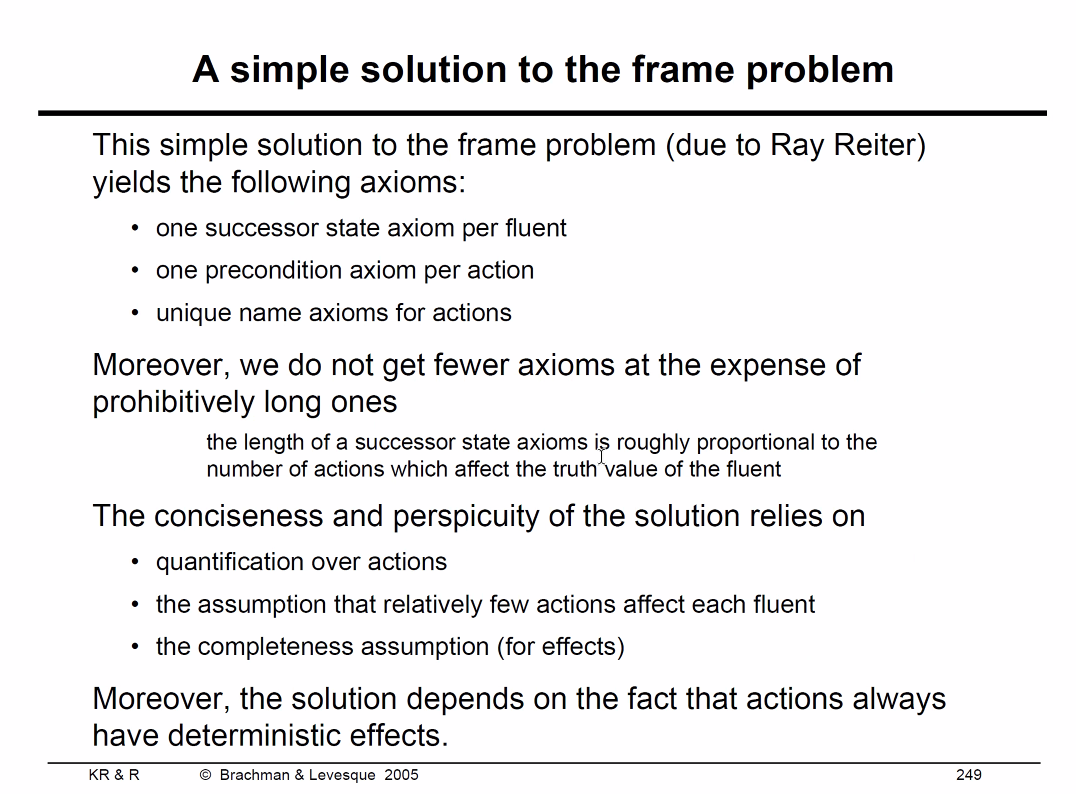 A simple solution to the frame problem
This simple solution to the frame problem (due to Ray Reiter)
yields the following axioms:
• one successor state axiom per fluent
• one precondition axiom per action
• unique name axioms for actions
Moreover, we do not get fewer axioms at the expense of
prohibitively long ones
the length of a successor state axioms is roughly proportional to the
number of actions which affect the truth value of the fluent
The conciseness and perspicuity of the solution relies on
• quantification over actions
• the assumption that relatively few actions affect each fluent
• the completeness assumption (for effects)
Moreover, the solution depends on the fact that actions always
have deterministic effects.
KR & R © Brachman & Levesque 2005 249